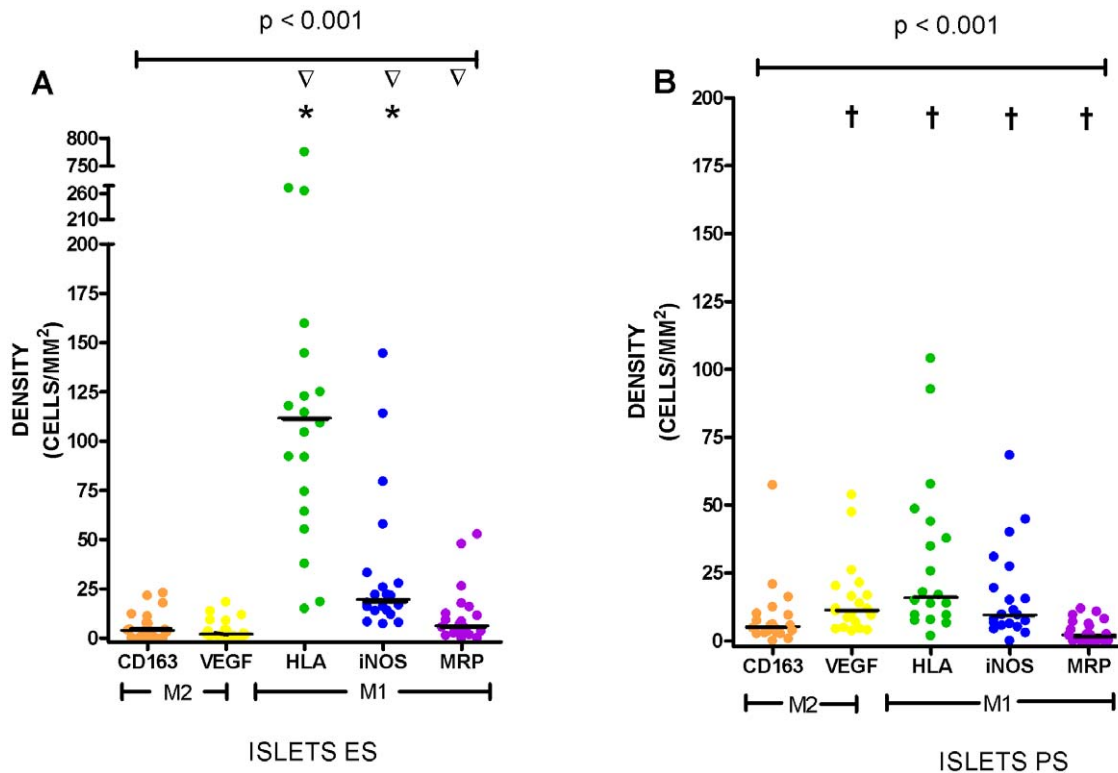 p < 0.001
A
▽ ▽ ▽
* *
800
750
260
210
200
175
150
125
100
75
50
25
0
DENSITY
(CELLS/MM²)
CD163 VEGF HLA iNOS MRP
M2 M1
ISLETS ES
p < 0.001
B
† † † †
200
175
150
125
100
75
50
25
0
DENSITY
(CELLS/MM²)
CD163 VEGF HLA iNOS MRP
M2 M1
ISLETS PS